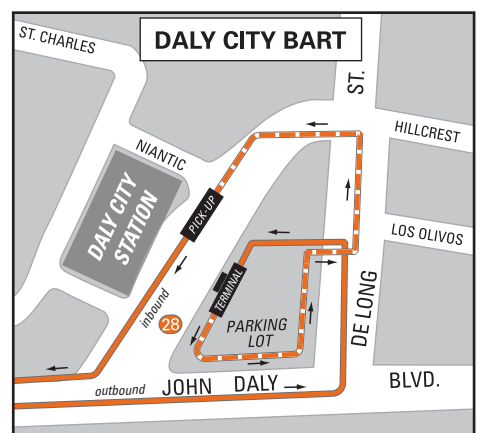 DALY CITY BART
ST. CHARLES
ST.
HILLCREST
NIANTIC
DALY CITY
STATION
PICK-UP
LOS OLIVOS
TERMINAL
inbound
28
PARKING
LOT
DE LONG
outbound
JOHN DALY BLVD.